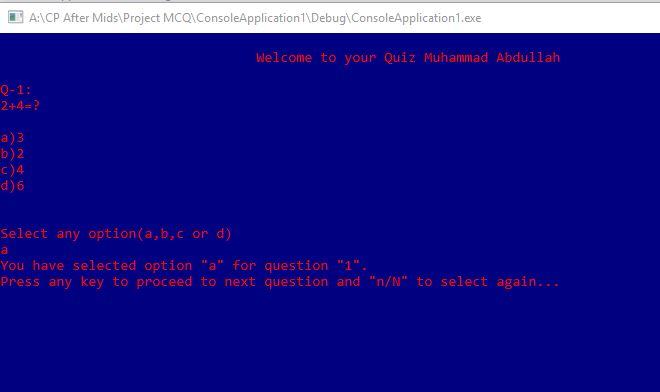 A:\CP After Mids\Project MCQ\ConsoleApplication1\Debug\ConsoleApplication1.exe
Welcome to your Quiz Muhammad Abdullah
Q-1:
2+4=?
a)3
b)2
c)4
d)6
Select any option(a,b,c or d)
a
You have selected option "a" for question "1".
Press any key to proceed to next question and "n/N" to select again...